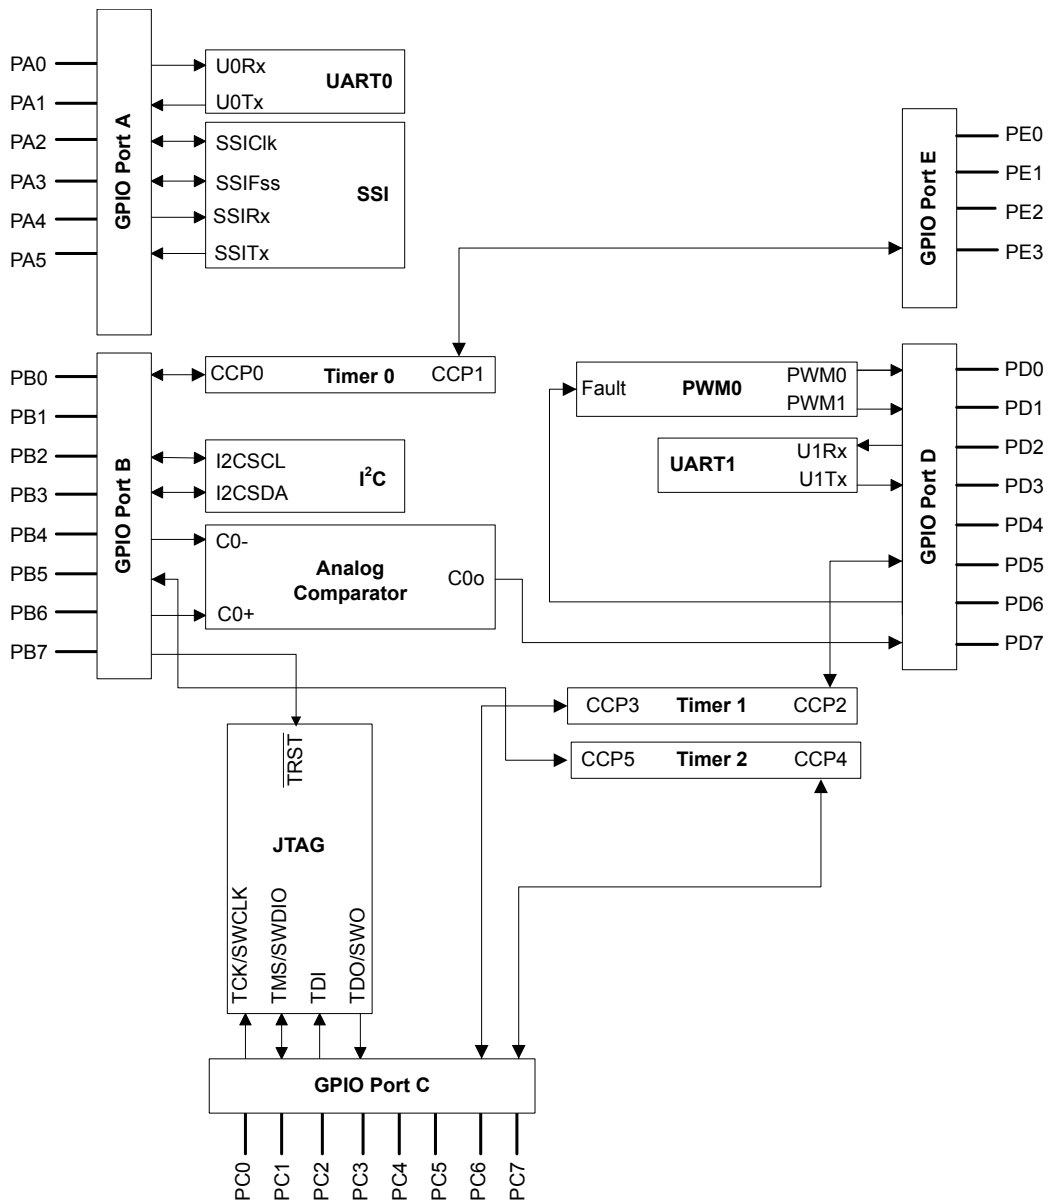 PA0
PA1
PA2
PA3
PA4
PA5
GPIO Port A
U0Rx
U0Tx
UART0
SSIClk
SSIFss
SSIRx
SSITx
SSI
GPIO Port E
PE0
PE1
PE2
PE3
PB0
PB1
PB2
PB3
PB4
PB5
PB6
PB7
GPIO Port B
CCP0
Timer 0
CCP1
I2CSCL
I2CSDA
I²C
C0-
C0+
Analog
Comparator
C0o
Fault
PWM0
PWM0
PWM1
UART1
U1Rx
U1Tx
GPIO Port D
PD0
PD1
PD2
PD3
PD4
PD5
PD6
PD7
CCP3
Timer 1
CCP2
CCP5
Timer 2
CCP4
TRST
JTAG
TCK/SWCLK
TMS/SWDIO
TDI
TDO/SWO
GPIO Port C
PC0
PC1
PC2
PC3
PC4
PC5
PC6
PC7